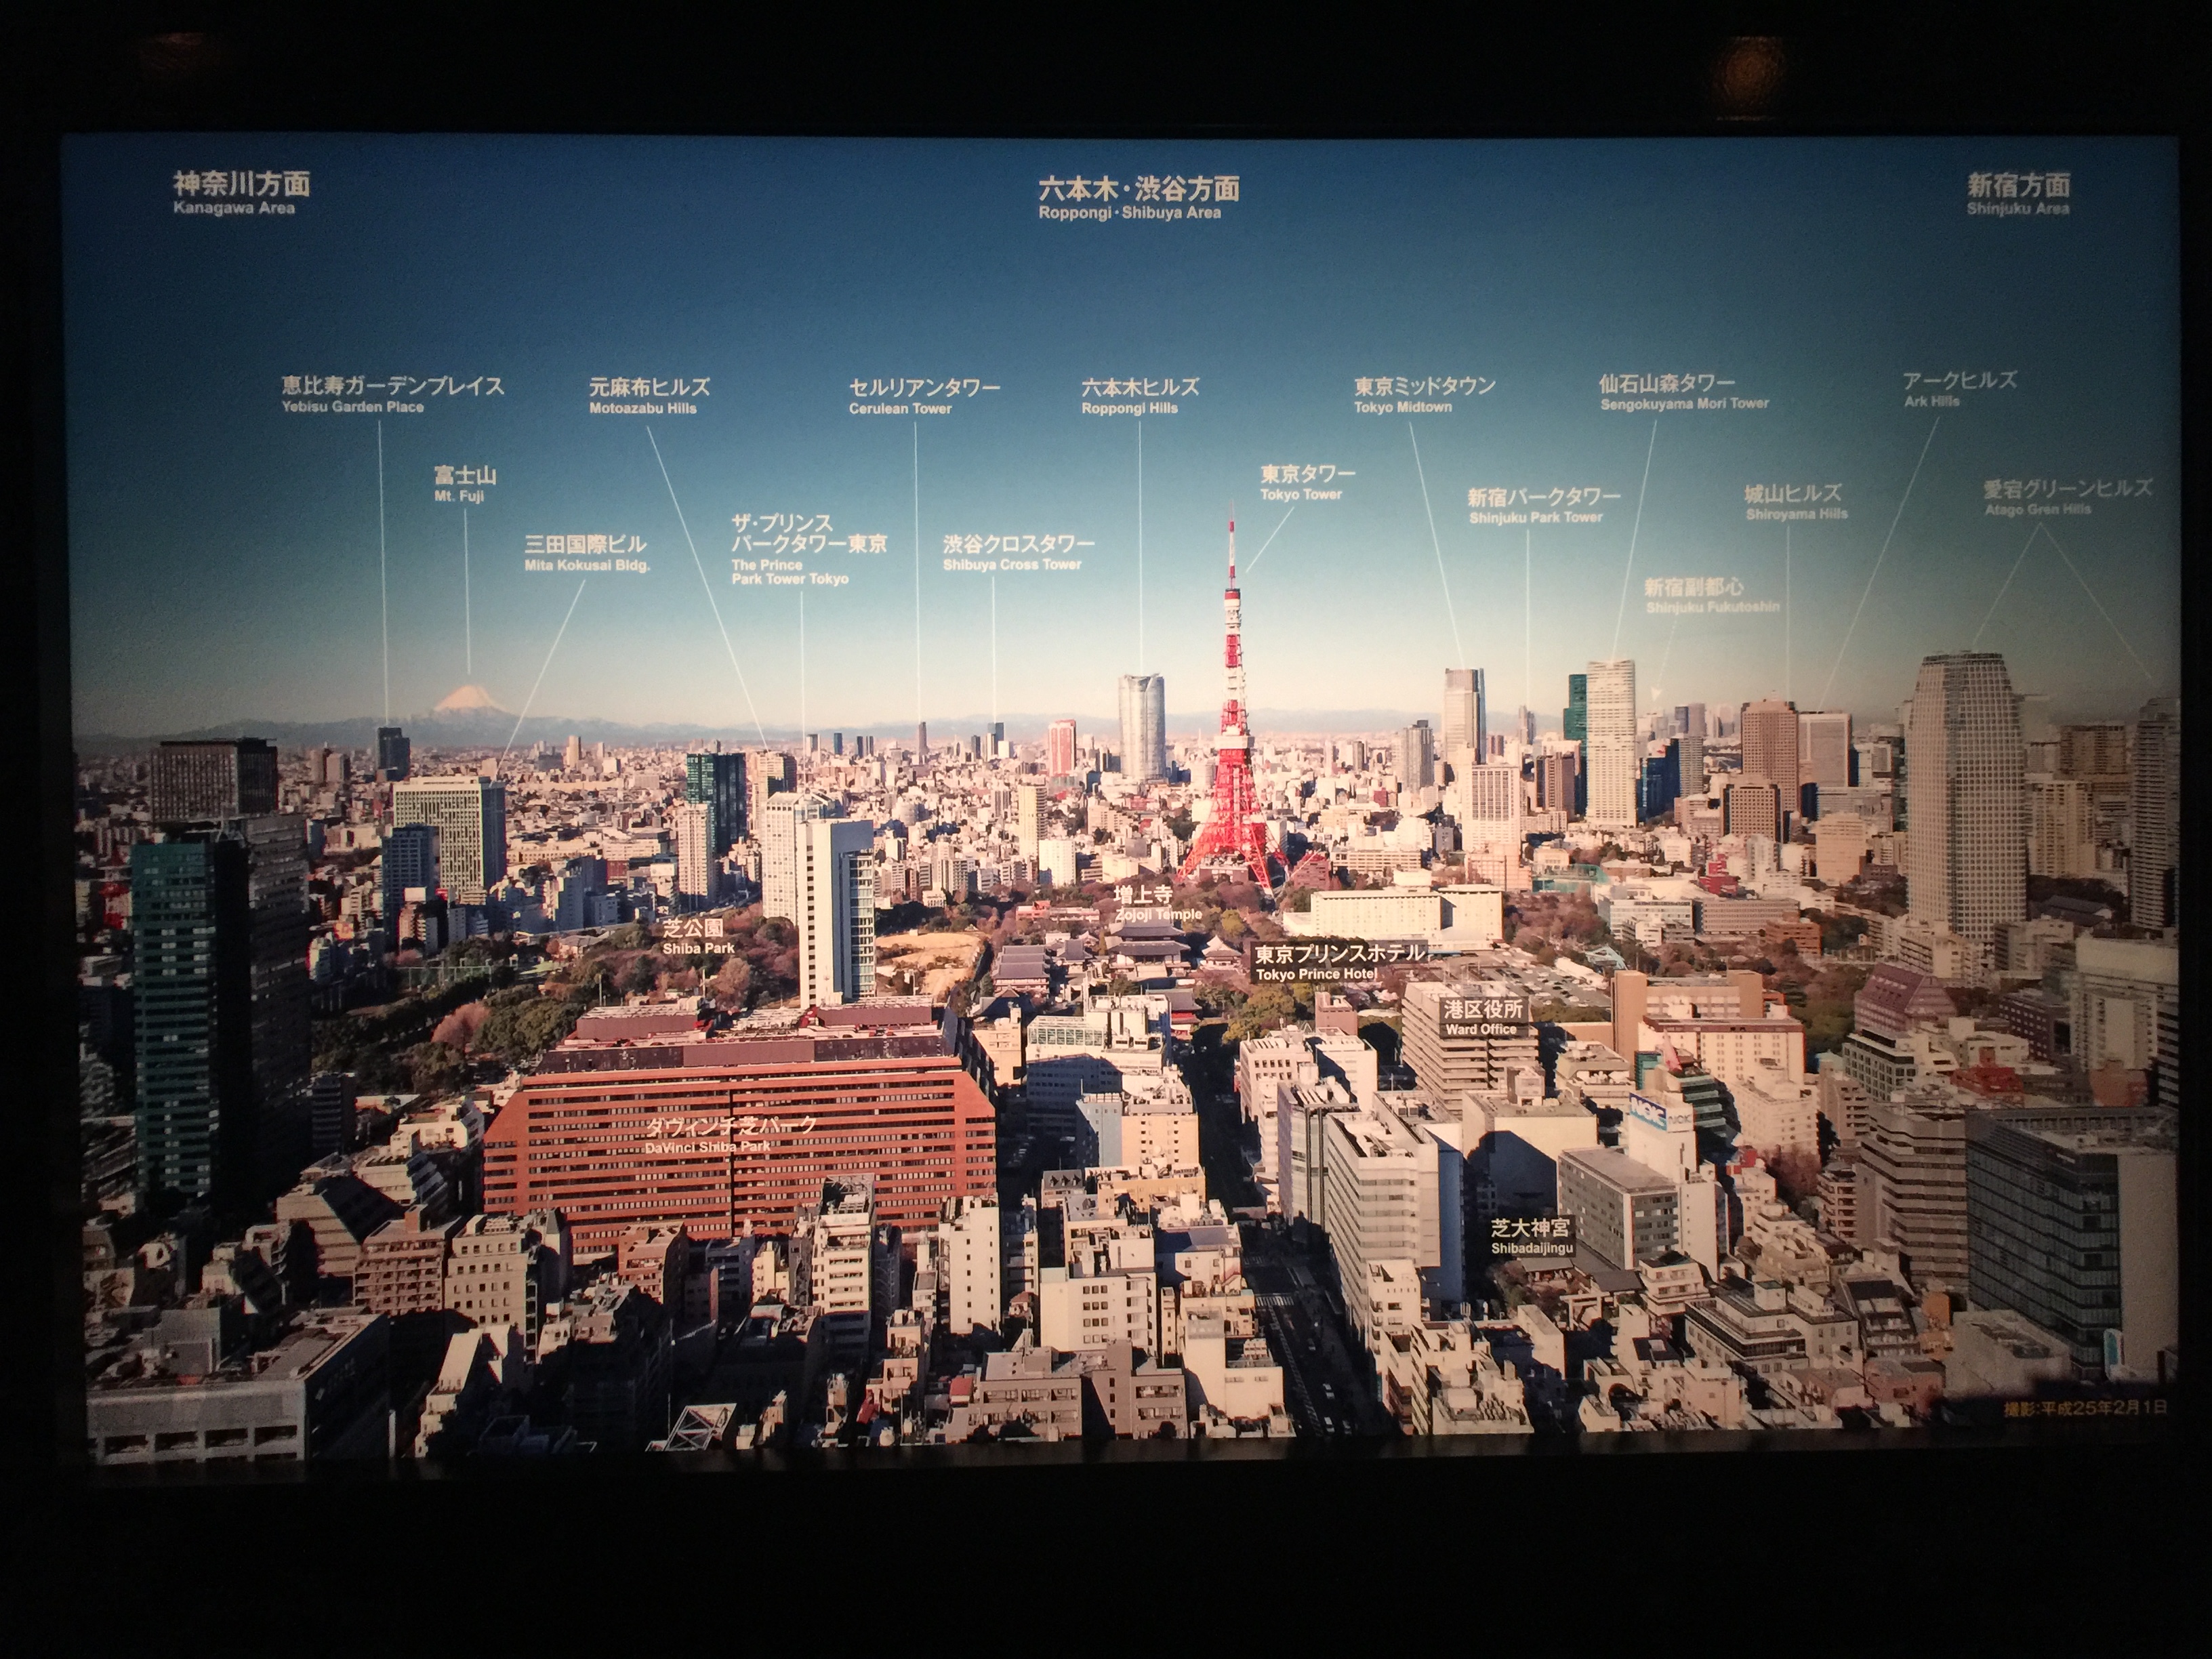 神奈川方面
Kanagawa Area
六本木・渋谷方面
Roppongi・Shibuya Area
新宿方面
Shinjuku Area
恵比寿ガーデンプレイス
Yebisu Garden Place
元麻布ヒルズ
Motoazabu Hills
セルリアンタワー
Cerulean Tower
六本木ヒルズ
Roppongi Hills
東京ミッドタウン
Tokyo Midtown
仙石山森タワー
Sengokuyama Mori Tower
アークヒルズ
Ark Hills
富士山
Mt. Fuji
三田国際ビル
Mita Kokusai Bldg.
ザ・プリンス
パークタワー東京
The Prince
Park Tower Tokyo
渋谷クロスタワー
Shibuya Cross Tower
東京タワー
Tokyo Tower
新宿パークタワー
Shinjuku Park Tower
城山ヒルズ
Shiroyama Hills
愛宕グリーンヒルズ
Atago Gren Hills
新宿副都心
Shinjuku Fukutoshin
芝公園
Shiba Park
増上寺
Zojoji Temple
東京プリンスホテル
Tokyo Prince Hotel
港区役所
Ward Office
ダヴィンチ芝パーク
DaVinci Shiba Park
NOK
NOK
芝大神宮
Shibadaijingu
撮影:平成25年2月1日